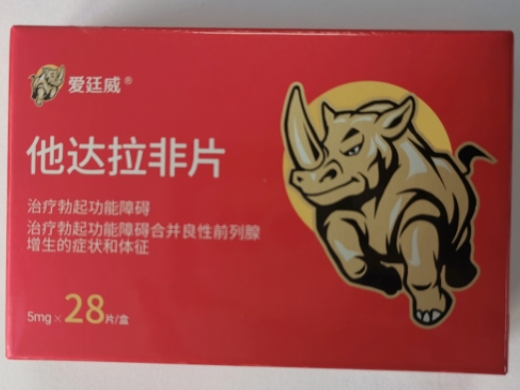 爱廷威®
他达拉非片
治疗勃起功能障碍
治疗勃起功能障碍合并良性前列腺
增生的症状和体征
5mg×28片/盒